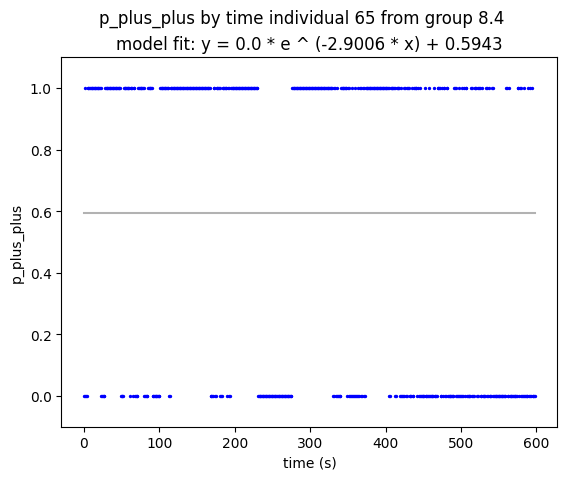 p_plus_plus by time individual 65 from group 8.4
model fit: y = 0.0 * e ^ (-2.9006 * x) + 0.5943
1.0
0.8
0.6
0.4
0.2
0.0
p_plus_plus
0 100 200 300 400 500 600
time (s)